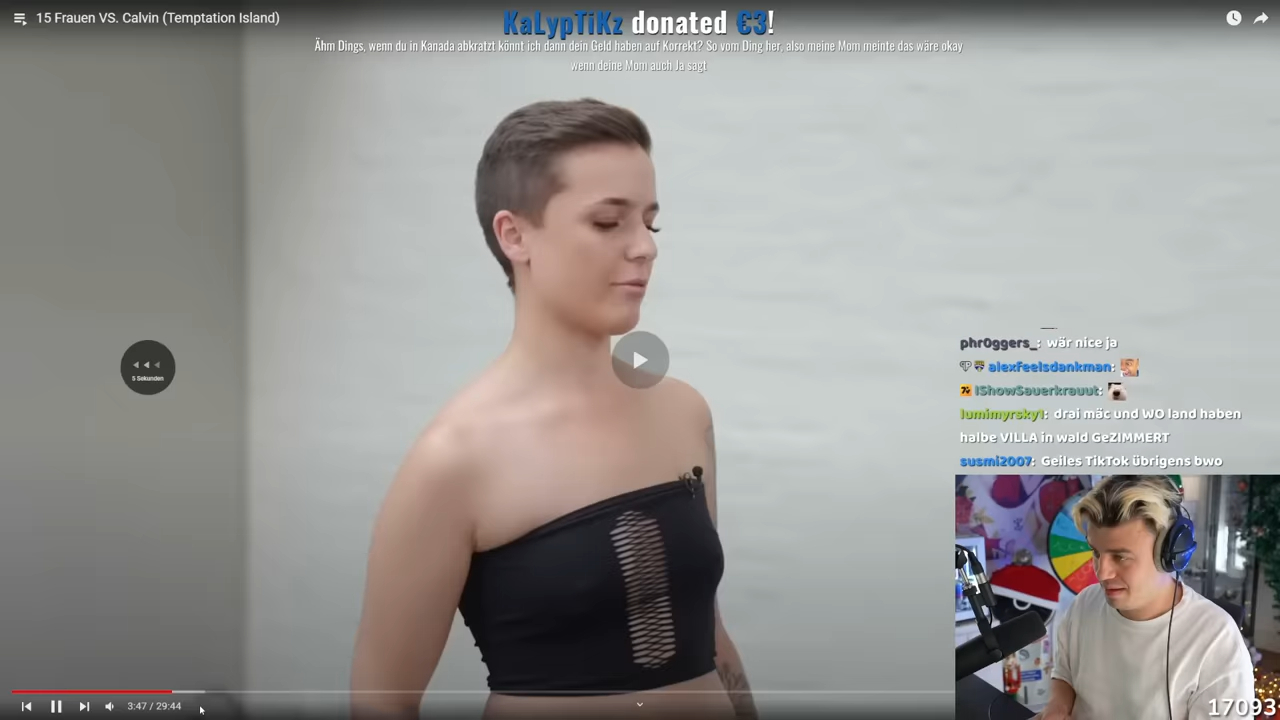 15 Frauen VS. Calvin (Temptation Island)
KaLypTiKz donated €3!
Ähm Dings, wenn du in Kanada abkratzt könnt ich dann dein Geld haben auf Korrekt? So vom Ding her, also meine Mom meinte das wäre okay
wenn deine Mom auch Ja sagt
phr0ggers_: wär nice ja
alexfeelsdankman:
IShowSauerkrauut:
5 Sekunden
lumimyrsky1: drai mäc und WO land haben
halbe VILLA in wald GeZIMMERT
susmi2007: Geiles TikTok übrigens bwo
3:47 / 29:44
17093